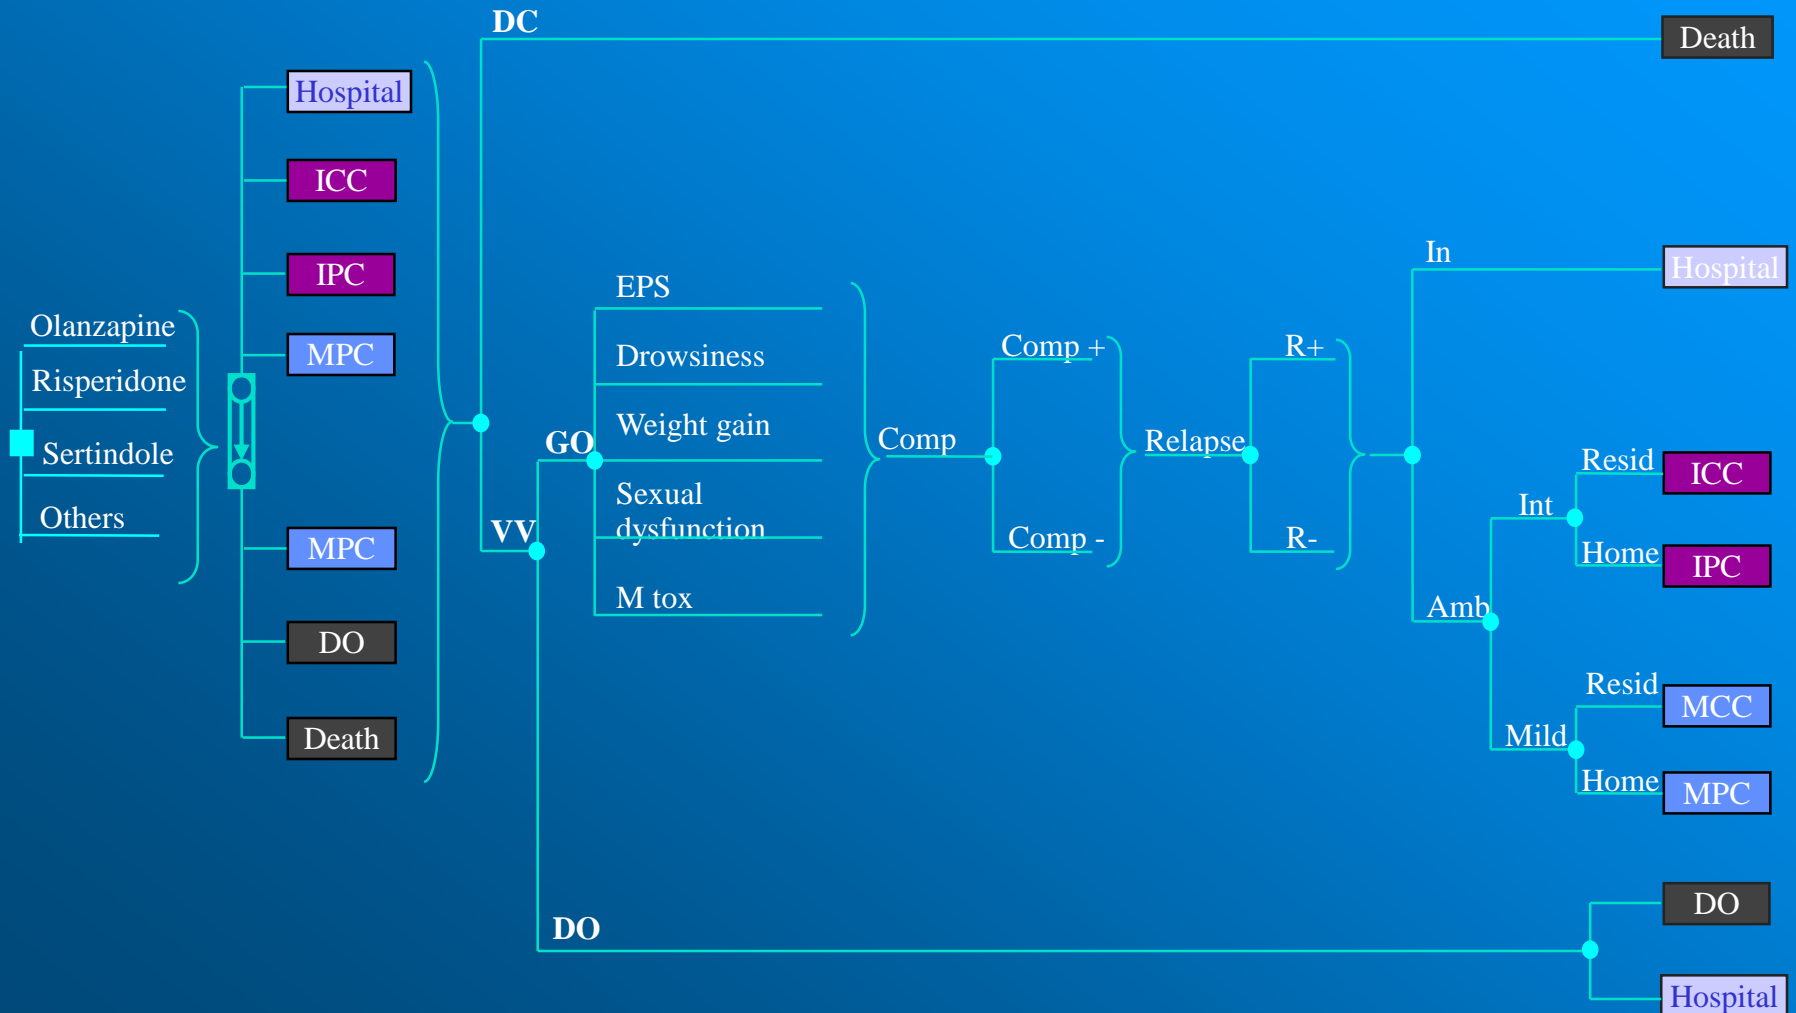 DC
Death
Hospital
ICC
IPC
MPC
MPC
DO
Death
Olanzapine
Risperidone
Sertindole
Others
GO
VV
DO
EPS
Drowsiness
Weight gain
Sexual
dysfunction
M tox
Comp
Comp +
Comp -
Relapse
R+
R-
In
Hospital
Amb
Int
Resid
ICC
Home
IPC
Mild
Resid
MCC
Home
MPC
DO
Hospital